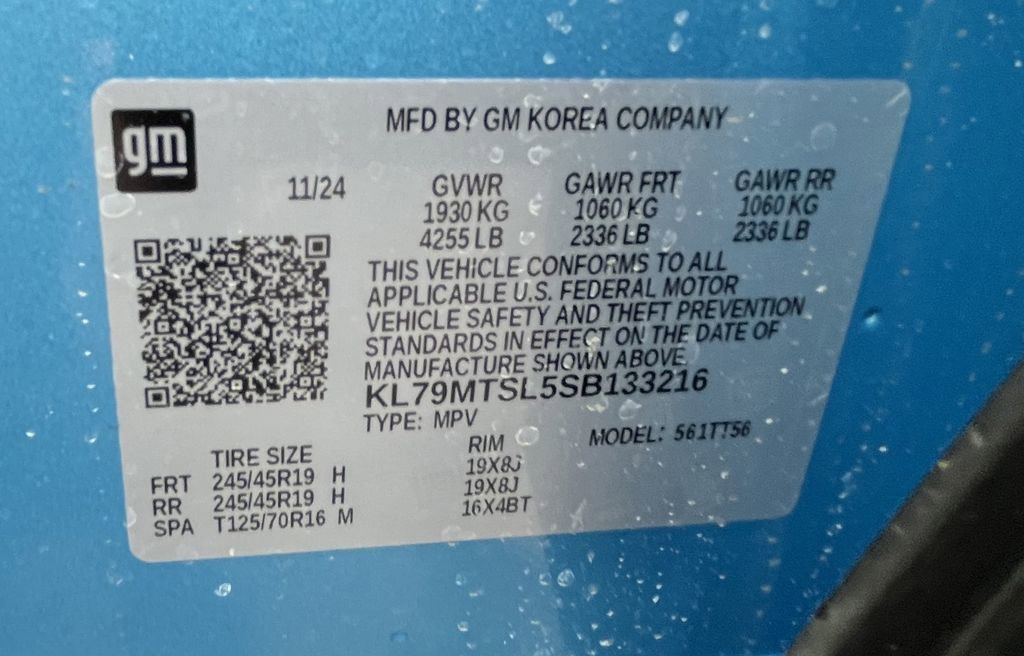 gm
MFD BY GM KOREA COMPANY
11/24
GVWR GAWR FRT GAWR RR
1930 KG 1060 KG 1060 KG
4255 LB 2336 LB 2336 LB
THIS VEHICLE CONFORMS TO ALL
APPLICABLE U.S. FEDERAL MOTOR
VEHICLE SAFETY AND THEFT PREVENTION
STANDARDS IN EFFECT ON THE DATE OF
MANUFACTURE SHOWN ABOVE.
KL79MTSL5SB133216
TYPE: MPV MODEL: 561TT56
TIRE SIZE RIM
FRT 245/45R19 H 19X8J
RR 245/45R19 H 19X8J
SPA T125/70R16 M 16X4BT